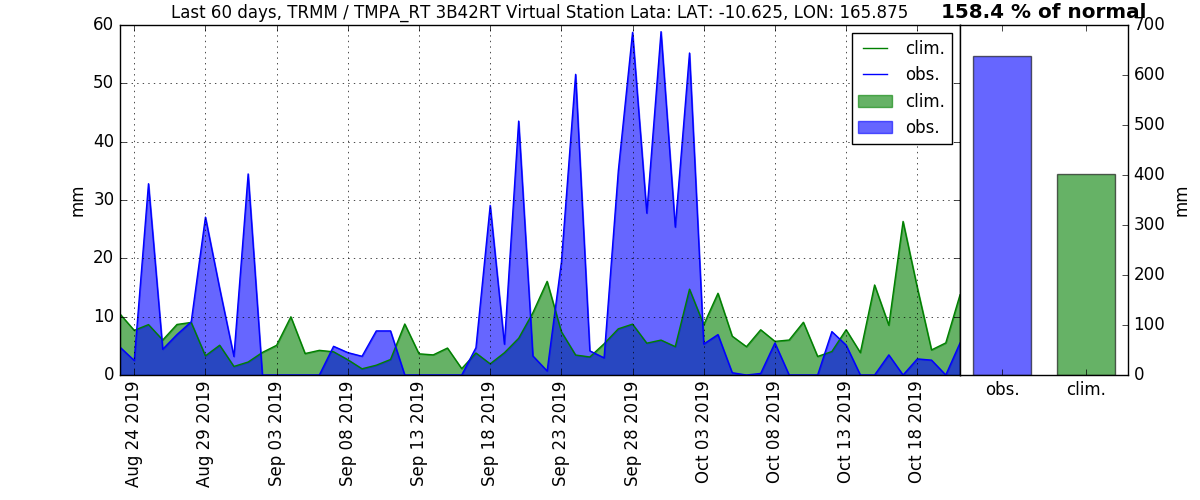 Last 60 days, TRMM / TMPA_RT 3B42RT Virtual Station Lata: LAT: -10.625, LON: 165.875
158.4 % of normal
60
50
40
30
20
10
0
mm
clim.
obs.
clim.
obs.
700
600
500
400
300
200
100
0
mm
obs.
clim.
Aug 24 2019
Aug 29 2019
Sep 03 2019
Sep 08 2019
Sep 13 2019
Sep 18 2019
Sep 23 2019
Sep 28 2019
Oct 03 2019
Oct 08 2019
Oct 13 2019
Oct 18 2019